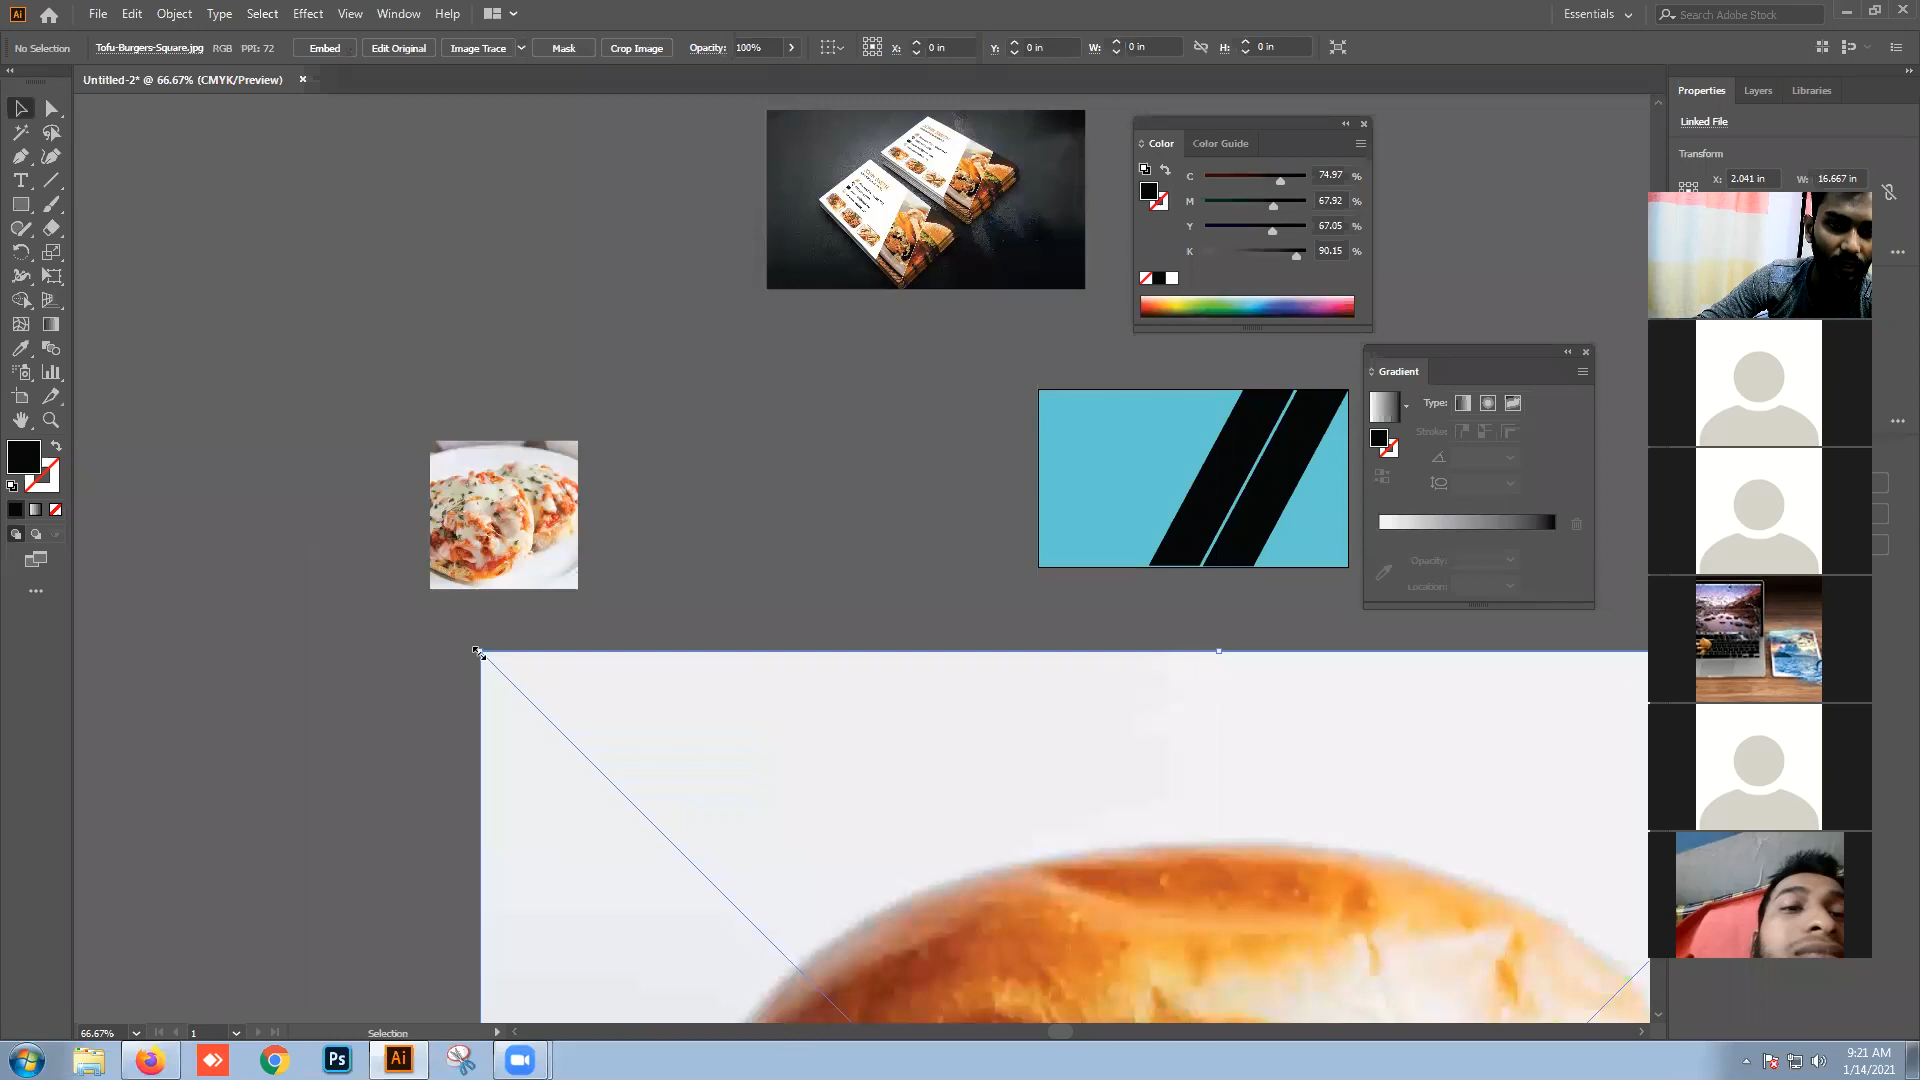 Ai File Edit Object Type Select Effect View Window Help Essentials Search Adobe Stock
No Selection Tofu-Burgers-Square.jpg RGB PPI: 72 Embed Edit Original Image Trace Mask Crop Image Opacity: 100% X: 0 in Y: 0 in W: 0 in H: 0 in
Untitled-2* @ 66.67% (CMYK/Preview)
Properties Layers Libraries
Linked File
Transform
X: 2.041 in W: 16.667 in
Color Color Guide
C 74.97 %
M 67.92 %
Y 67.05 %
K 90.15 %
Gradient
Type:
Stroke:
Opacity:
Location:
66.67% 1 Selection
Ps Ai
9:21 AM
1/14/2021